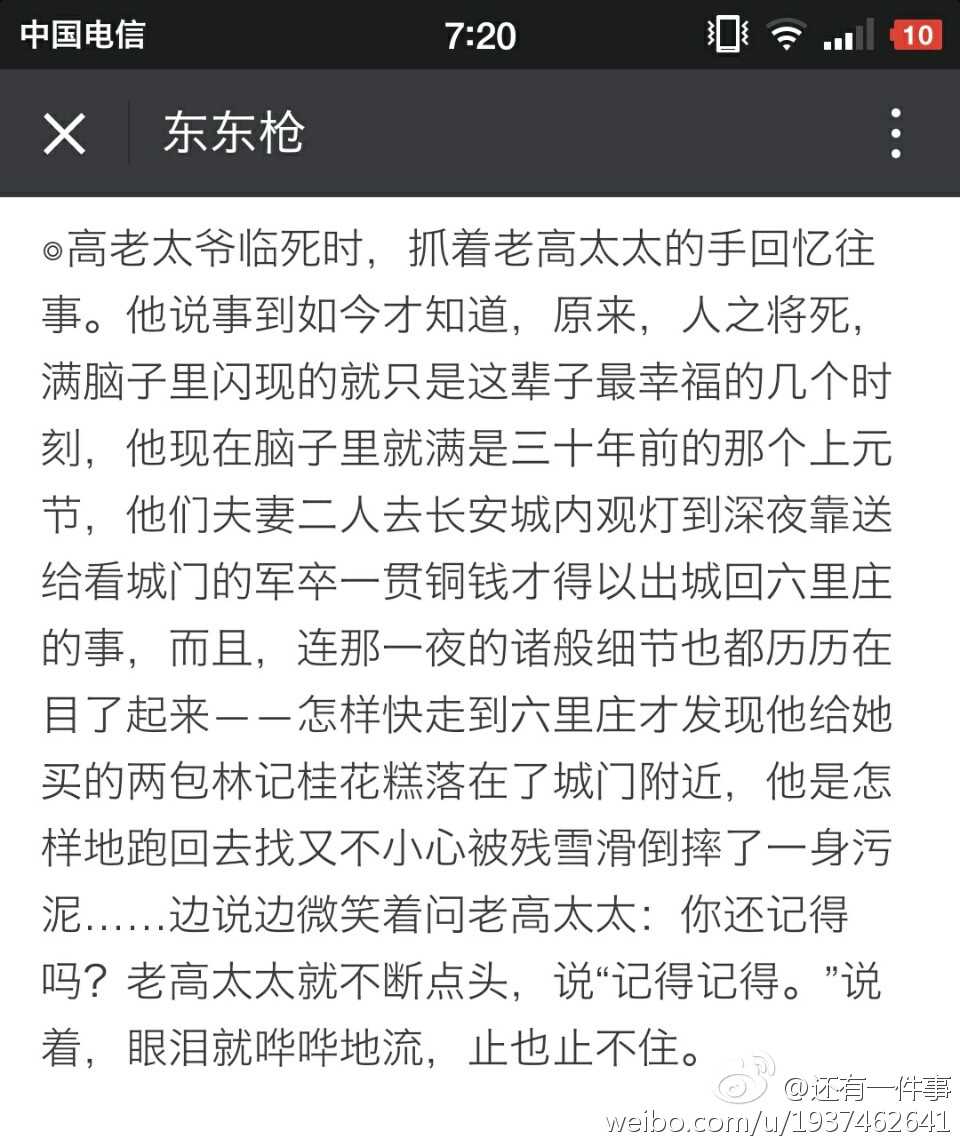 中国电信 7:20 10
东东枪
◎高老太爷临死时，抓着老高太太的手回忆往
事。他说事到如今才知道，原来，人之将死，
满脑子里闪现的就只是这辈子最幸福的几个时
刻，他现在脑子里就满是三十年前的那个上元
节，他们夫妻二人去长安城内观灯到深夜靠送
给看城门的军卒一贯铜钱才得以出城回六里庄
的事，而且，连那一夜的诸般细节也都历历在
目了起来——怎样快走到六里庄才发现他给她
买的两包林记桂花糕落在了城门附近，他是怎
样地跑回去找又不小心被残雪滑倒摔了一身污
泥……边说边微笑着问老高太太：你还记得
吗？老高太太就不断点头，说“记得记得。”说
着，眼泪就哗哗地流，止也止不住。
@还有一件事
weibo.com/u/1937462641